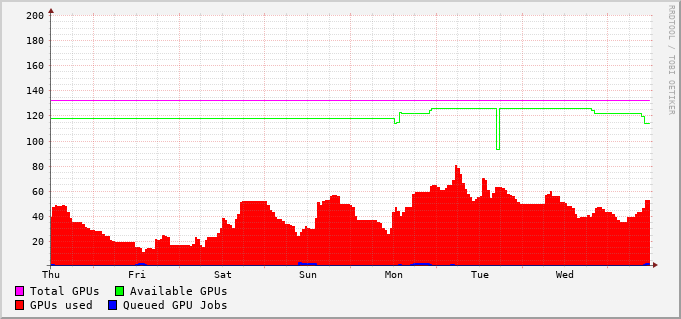 200
180
160
140
120
100
80
60
40
20
Thu Fri Sat Sun Mon Tue Wed
Total GPUs Available GPUs
GPUs used Queued GPU Jobs
RRDTOOL / TOBI OETIKER